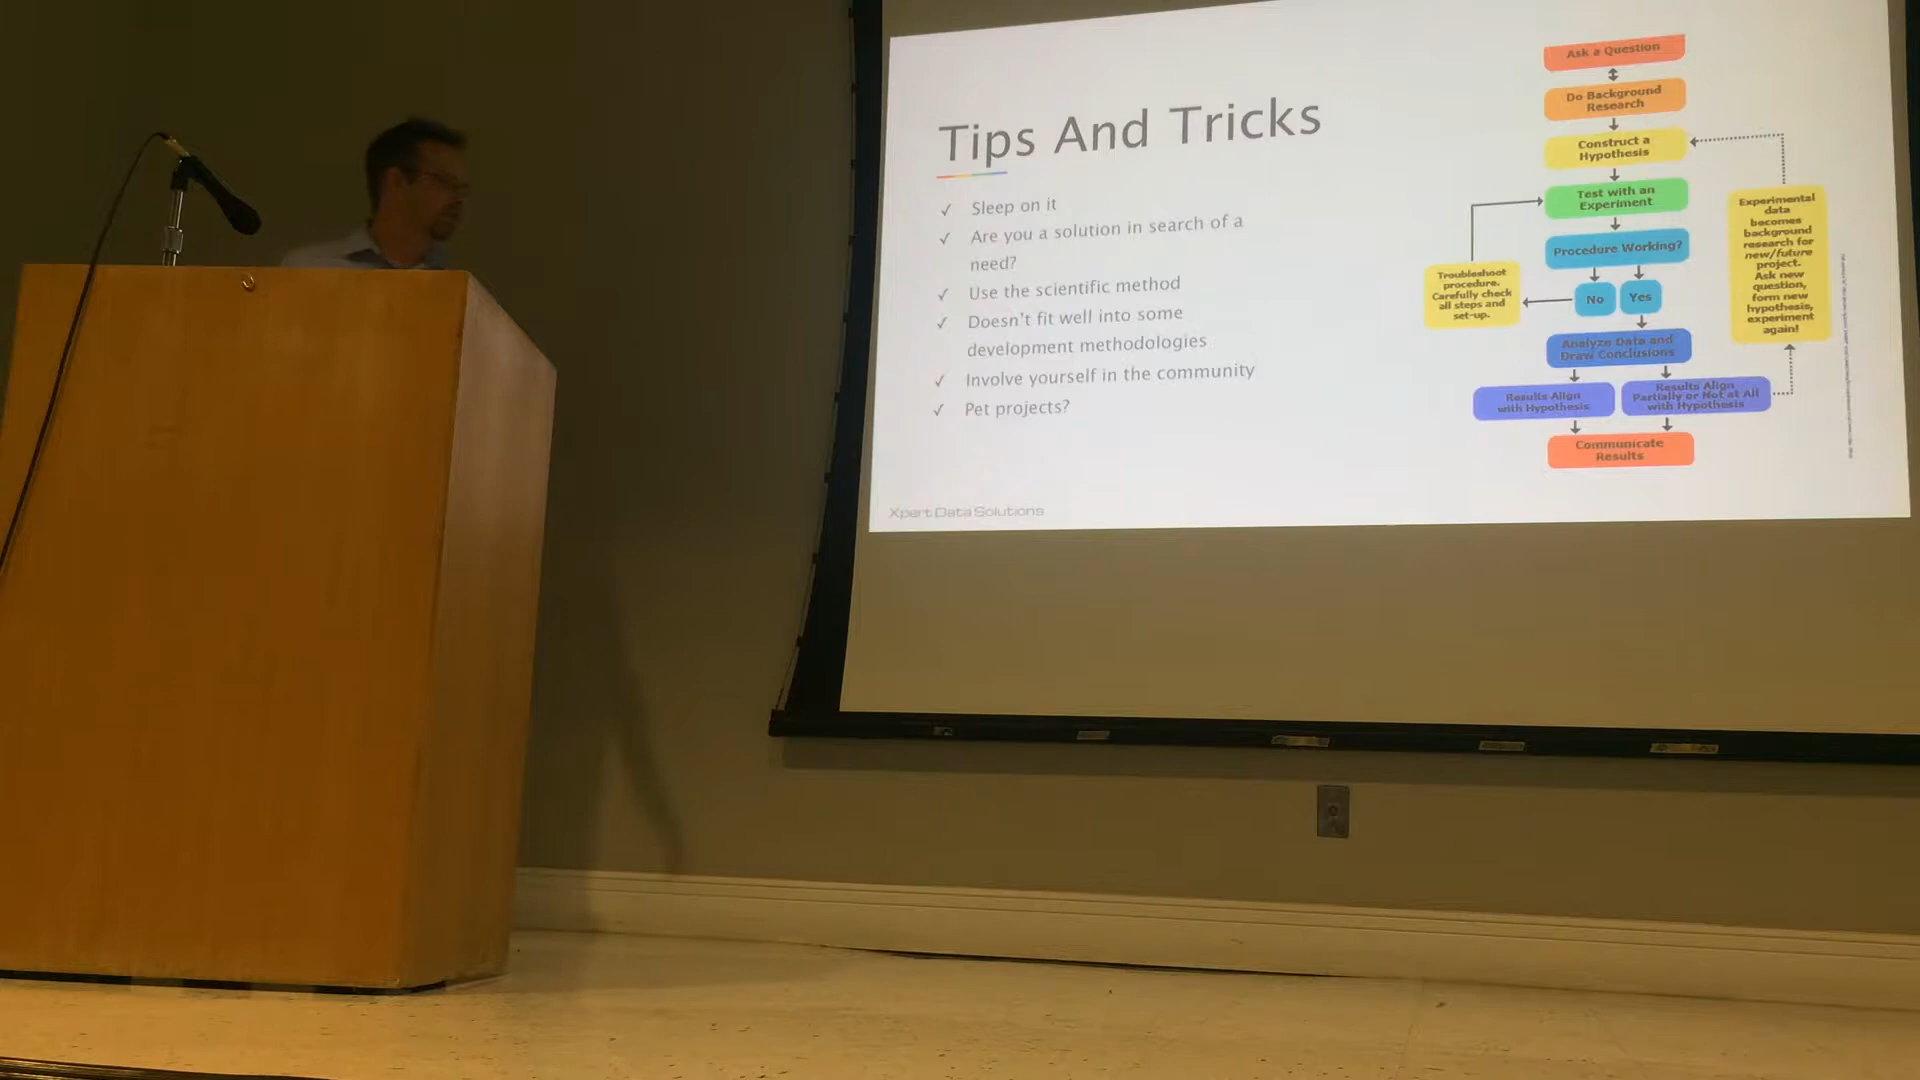 Tips And Tricks
✓ Sleep on it
✓ Are you a solution in search of a
need?
✓ Use the scientific method
✓ Doesn't fit well into some
development methodologies
✓ Involve yourself in the community
✓ Pet projects?
Xpert Data Solutions
Ask a Question
Do Background
Research
Construct a
Hypothesis
Test with an
Experiment
Procedure Working?
No
Yes
Troubleshoot
procedure.
Carefully check
all steps and
set-up.
Analyze Data and
Draw Conclusions
Results Align
with Hypothesis
Results Align
Partially or Not at All
with Hypothesis
Communicate
Results
Experimental
data
becomes
background
research for
new/future
project.
Ask new
question,
form new
hypothesis,
experiment
again!